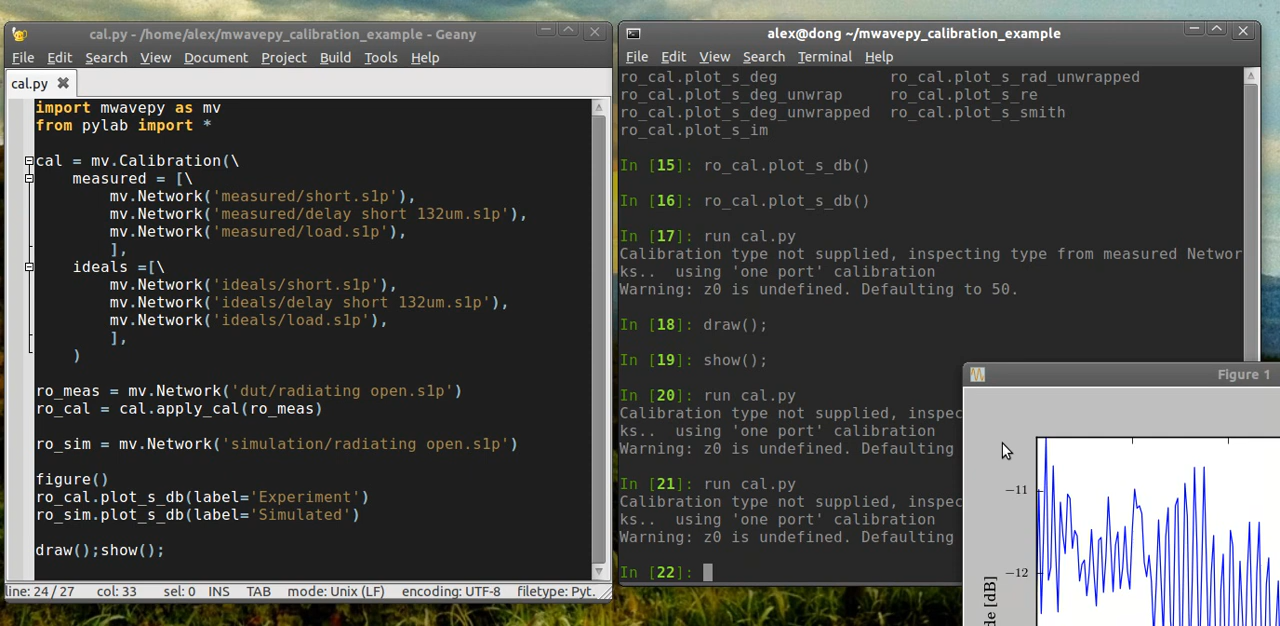 cal.py - /home/alex/mwavepy_calibration_example - Geany
File Edit Search View Document Project Build Tools Help
cal.py
import mwavepy as mv
from pylab import *
cal = mv.Calibration(\
measured = [\
mv.Network('measured/short.s1p'),
mv.Network('measured/delay short 132um.s1p'),
mv.Network('measured/load.s1p'),
],
ideals =[\
mv.Network('ideals/short.s1p'),
mv.Network('ideals/delay short 132um.s1p'),
mv.Network('ideals/load.s1p'),
],
)
ro_meas = mv.Network('dut/radiating open.s1p')
ro_cal = cal.apply_cal(ro_meas)
ro_sim = mv.Network('simulation/radiating open.s1p')
figure()
ro_cal.plot_s_db(label='Experiment')
ro_sim.plot_s_db(label='Simulated')
draw();show();
line: 24 / 27 col: 33 sel: 0 INS TAB mode: Unix (LF) encoding: UTF-8 filetype: Pyt.
alex@dong ~/mwavepy_calibration_example
File Edit View Search Terminal Help
ro_cal.plot_s_deg ro_cal.plot_s_rad_unwrapped
ro_cal.plot_s_deg_unwrap ro_cal.plot_s_re
ro_cal.plot_s_deg_unwrapped ro_cal.plot_s_smith
ro_cal.plot_s_im
In [15]: ro_cal.plot_s_db()
In [16]: ro_cal.plot_s_db()
In [17]: run cal.py
Calibration type not supplied, inspecting type from measured Networ
ks.. using 'one port' calibration
Warning: z0 is undefined. Defaulting to 50.
In [18]: draw();
In [19]: show();
In [20]: run cal.py
Calibration type not supplied, inspec
ks.. using 'one port' calibration
Warning: z0 is undefined. Defaulting
In [21]: run cal.py
Calibration type not supplied, inspec
ks.. using 'one port' calibration
Warning: z0 is undefined. Defaulting
In [22]:
Figure 1
−11
−12
de [dB]